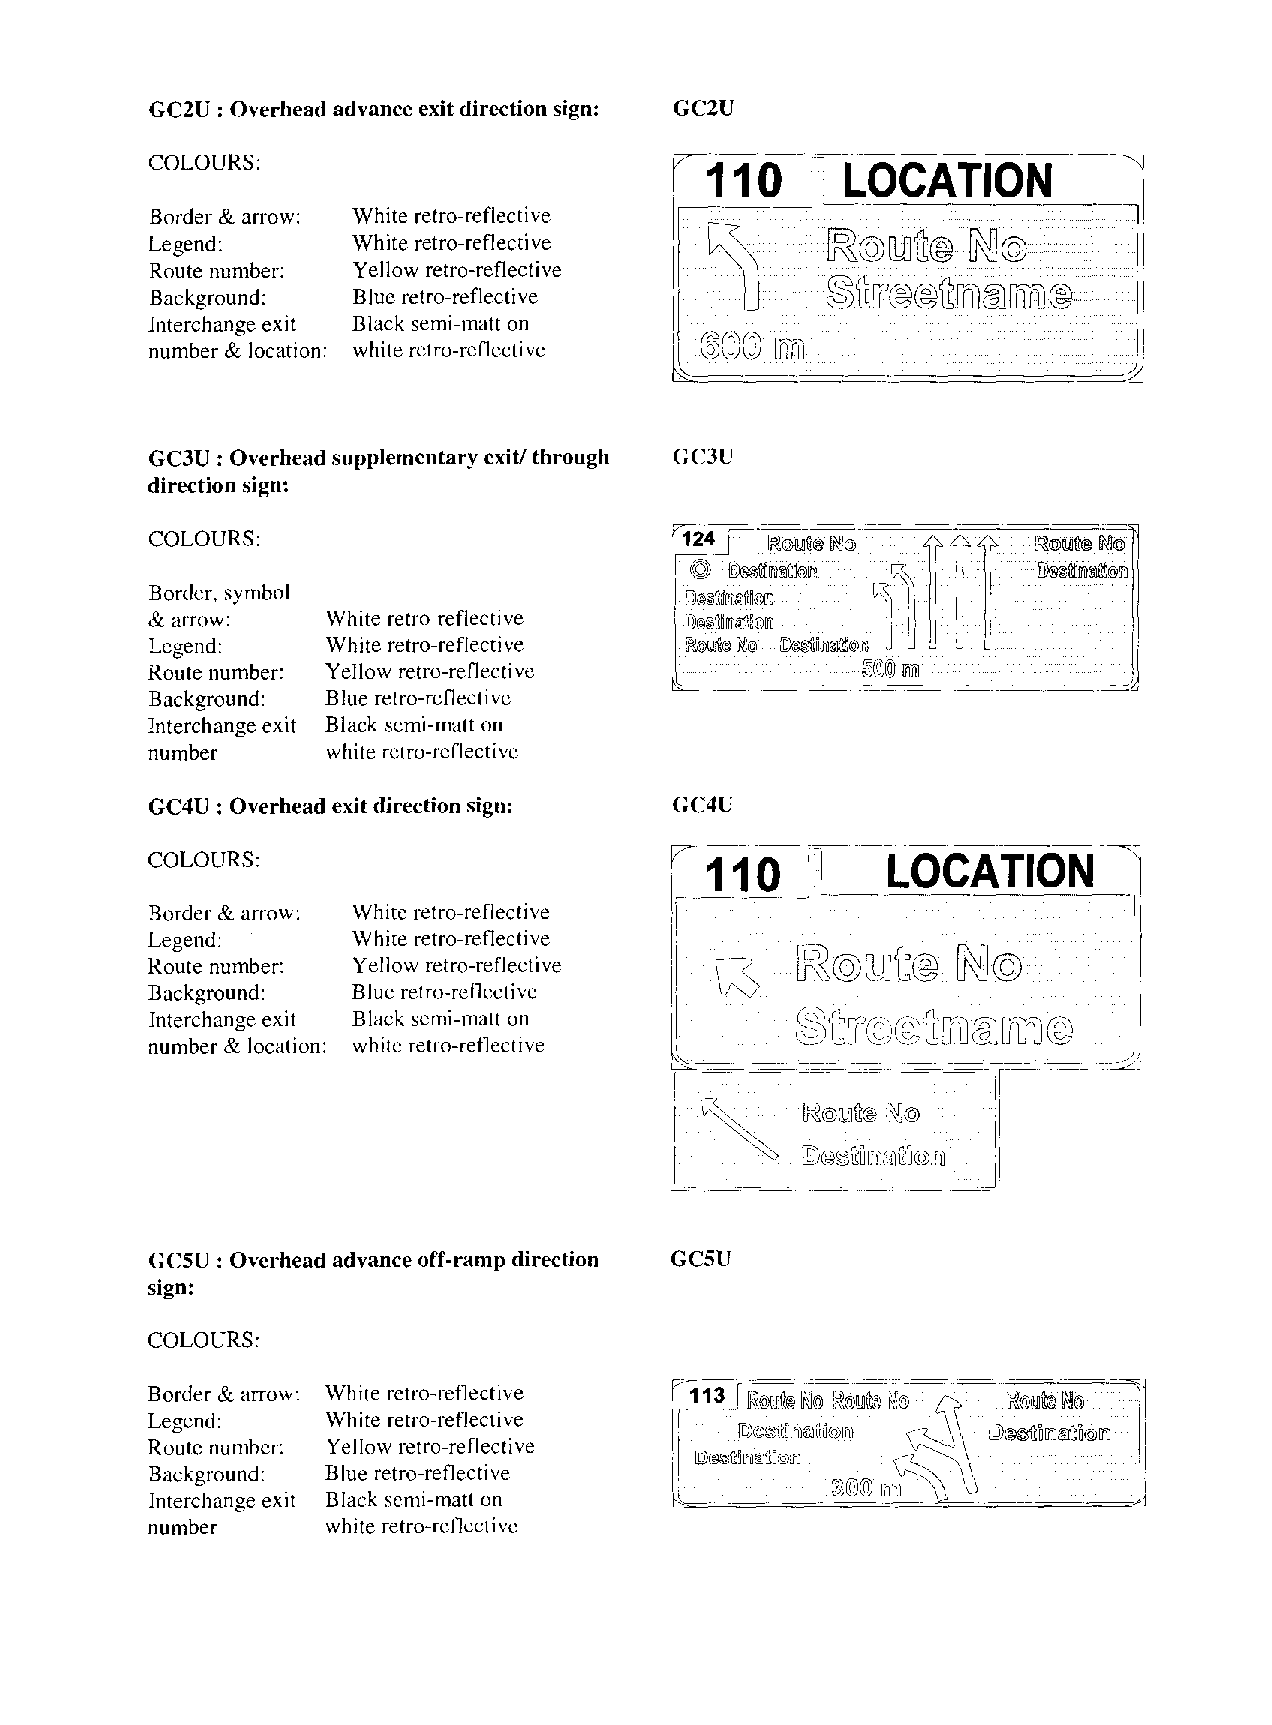 GC2U : Overhead advance exit direction sign:
GC2U
COLOURS:
Border & arrow: White retro-reflective
Legend: White retro-reflective
Route number: Yellow retro-reflective
Background: Blue retro-reflective
Interchange exit Black semi-matt on
number & location: white retro-reflective
110 LOCATION
Route No
Streetname
600 m
GC3U : Overhead supplementary exit/ through
direction sign:
GC3U
COLOURS:
Border, symbol
& arrow: White retro reflective
Legend: White retro-reflective
Route number: Yellow retro-reflective
Background: Blue retro-reflective
Interchange exit Black semi-matt on
number white retro-reflective
124 Route No Route No
Destination Destination
Destination
Destination
Route No Destination
500 m
GC4U : Overhead exit direction sign:
GC4U
COLOURS:
Border & arrow: White retro-reflective
Legend: White retro-reflective
Route number: Yellow retro-reflective
Background: Blue retro-reflective
Interchange exit Black semi-matt on
number & location: white retro-reflective
110 LOCATION
Route No
Streetname
Route No
Destination
GC5U : Overhead advance off-ramp direction
sign:
GC5U
COLOURS:
Border & arrow: White retro-reflective
Legend: White retro-reflective
Route number: Yellow retro-reflective
Background: Blue retro-reflective
Interchange exit Black semi-matt on
number white retro-reflective
113 Route No Route No Route No
Destination Destination
Destination
300 m